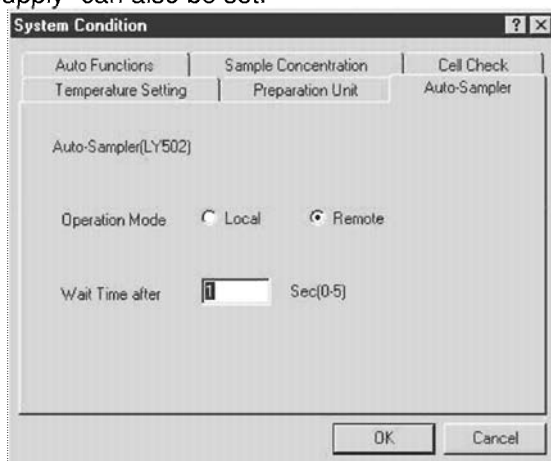 upply" can also be set.
System Condition
Auto Functions Sample Concentration Cell Check
Temperature Setting Preparation Unit Auto-Sampler
Auto-Sampler(LY502)
Operation Mode Local Remote
Wait Time after 1 Sec(0-5)
OK Cancel